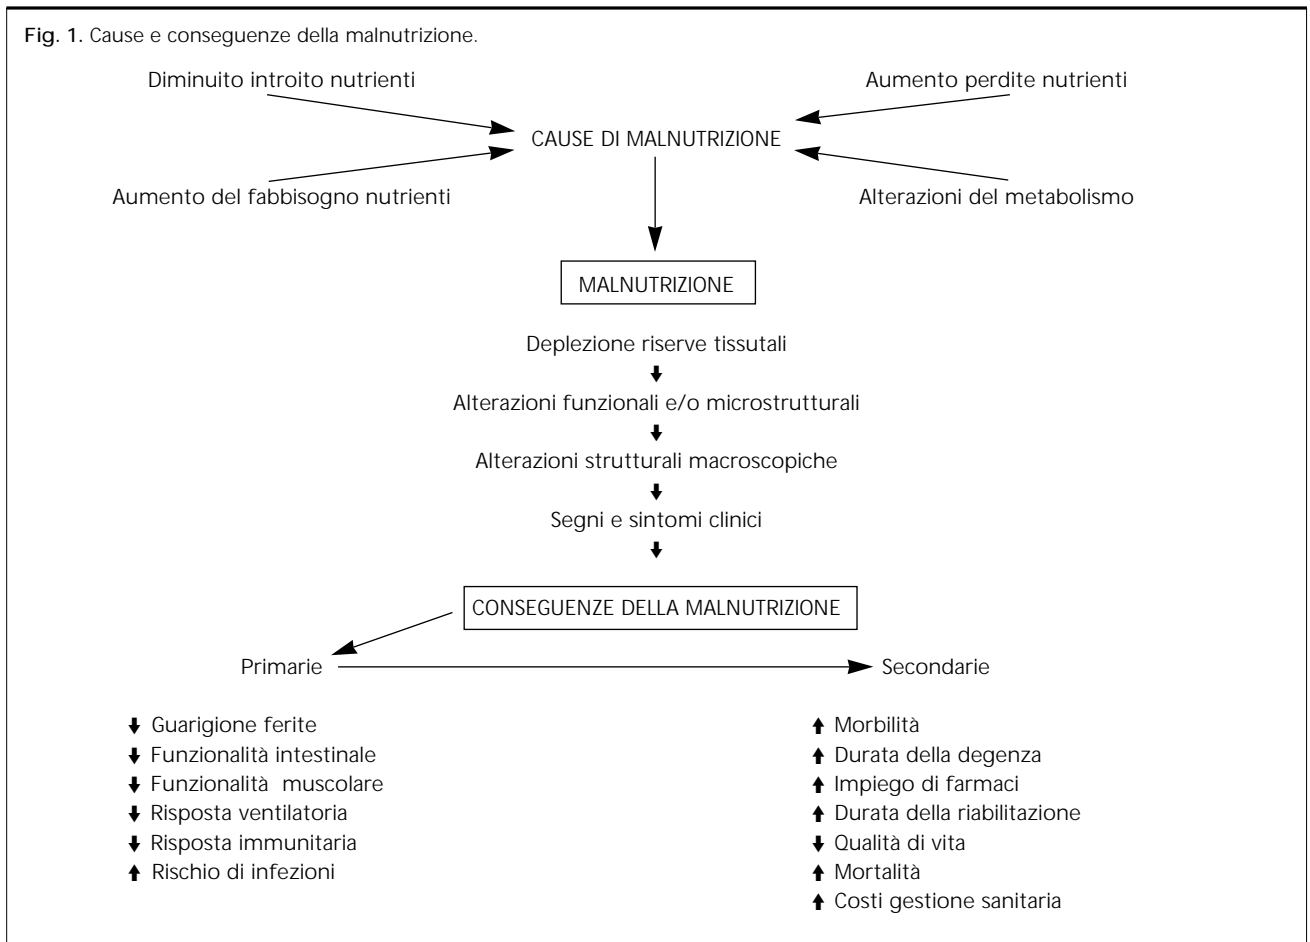 Fig. 1. Cause e conseguenze della malnutrizione.
Diminuito introito nutrienti
Aumento perdite nutrienti
CAUSE DI MALNUTRIZIONE
Aumento del fabbisogno nutrienti
Alterazioni del metabolismo
MALNUTRIZIONE
Deplezione riserve tissutali
Alterazioni funzionali e/o microstrutturali
Alterazioni strutturali macroscopiche
Segni e sintomi clinici
CONSEGUENZE DELLA MALNUTRIZIONE
Primarie
Secondarie
Guarigione ferite
Funzionalità intestinale
Funzionalità muscolare
Risposta ventilatoria
Risposta immunitaria
Rischio di infezioni
Morbilità
Durata della degenza
Impiego di farmaci
Durata della riabilitazione
Qualità di vita
Mortalità
Costi gestione sanitaria